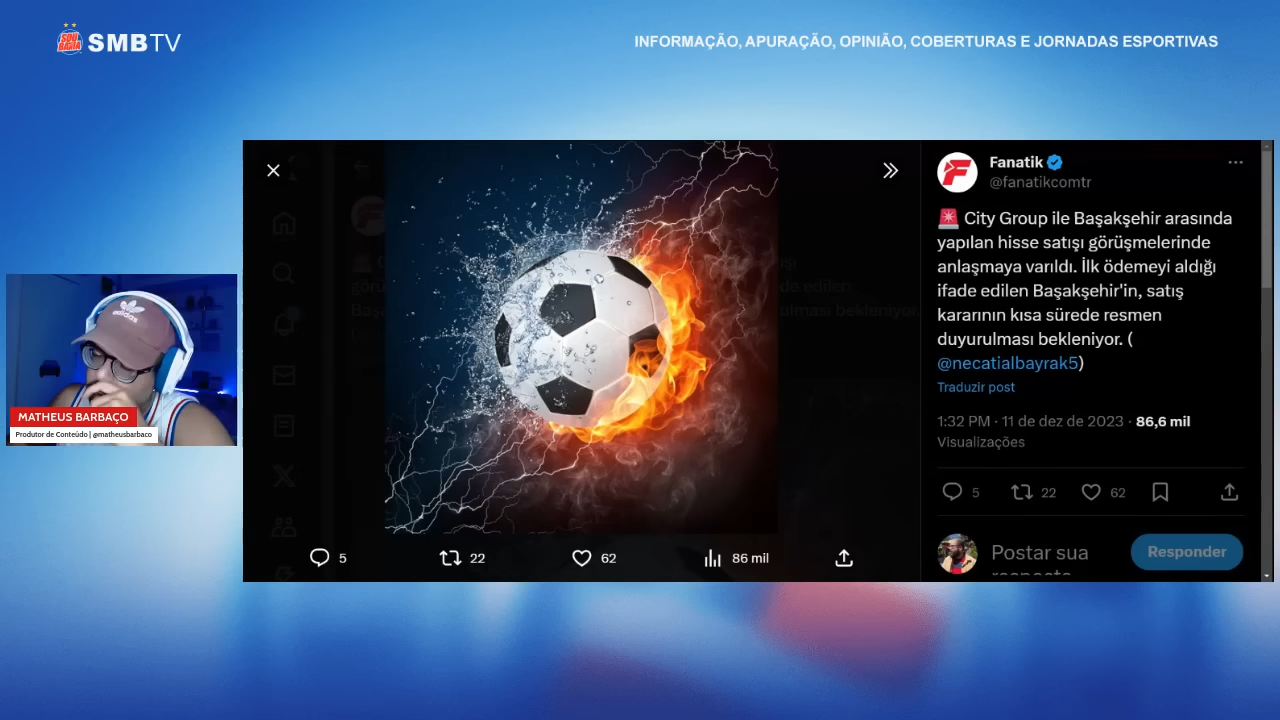 SMBTV
INFORMAÇÃO, APURAÇÃO, OPINIÃO, COBERTURAS E JORNADAS ESPORTIVAS
adidas
MATHEUS BARBAÇO
Produtor de Conteúdo | @matheusbarbaco
Fanatik
@fanatikcomtr
City Group ile Başakşehir arasında
yapılan hisse satışı görüşmelerinde
anlaşmaya varıldı. İlk ödemeyi aldığı
ifade edilen Başakşehir'in, satış
kararının kısa sürede resmen
duyurulması bekleniyor. (
@necatialbayrak5)
Traduzir post
1:32 PM · 11 de dez de 2023 · 86,6 mil
Visualizações
5 22 62
Postar sua
Responder
5 22 62 86 mil